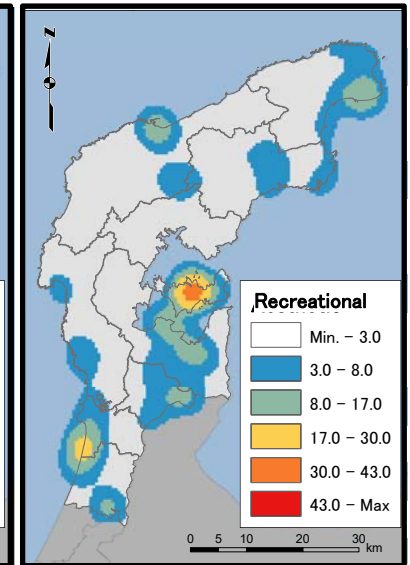 N
Recreational
Min. - 3.0
3.0 - 8.0
8.0 - 17.0
17.0 - 30.0
30.0 - 43.0
43.0 - Max
0 5 10 20 30
km